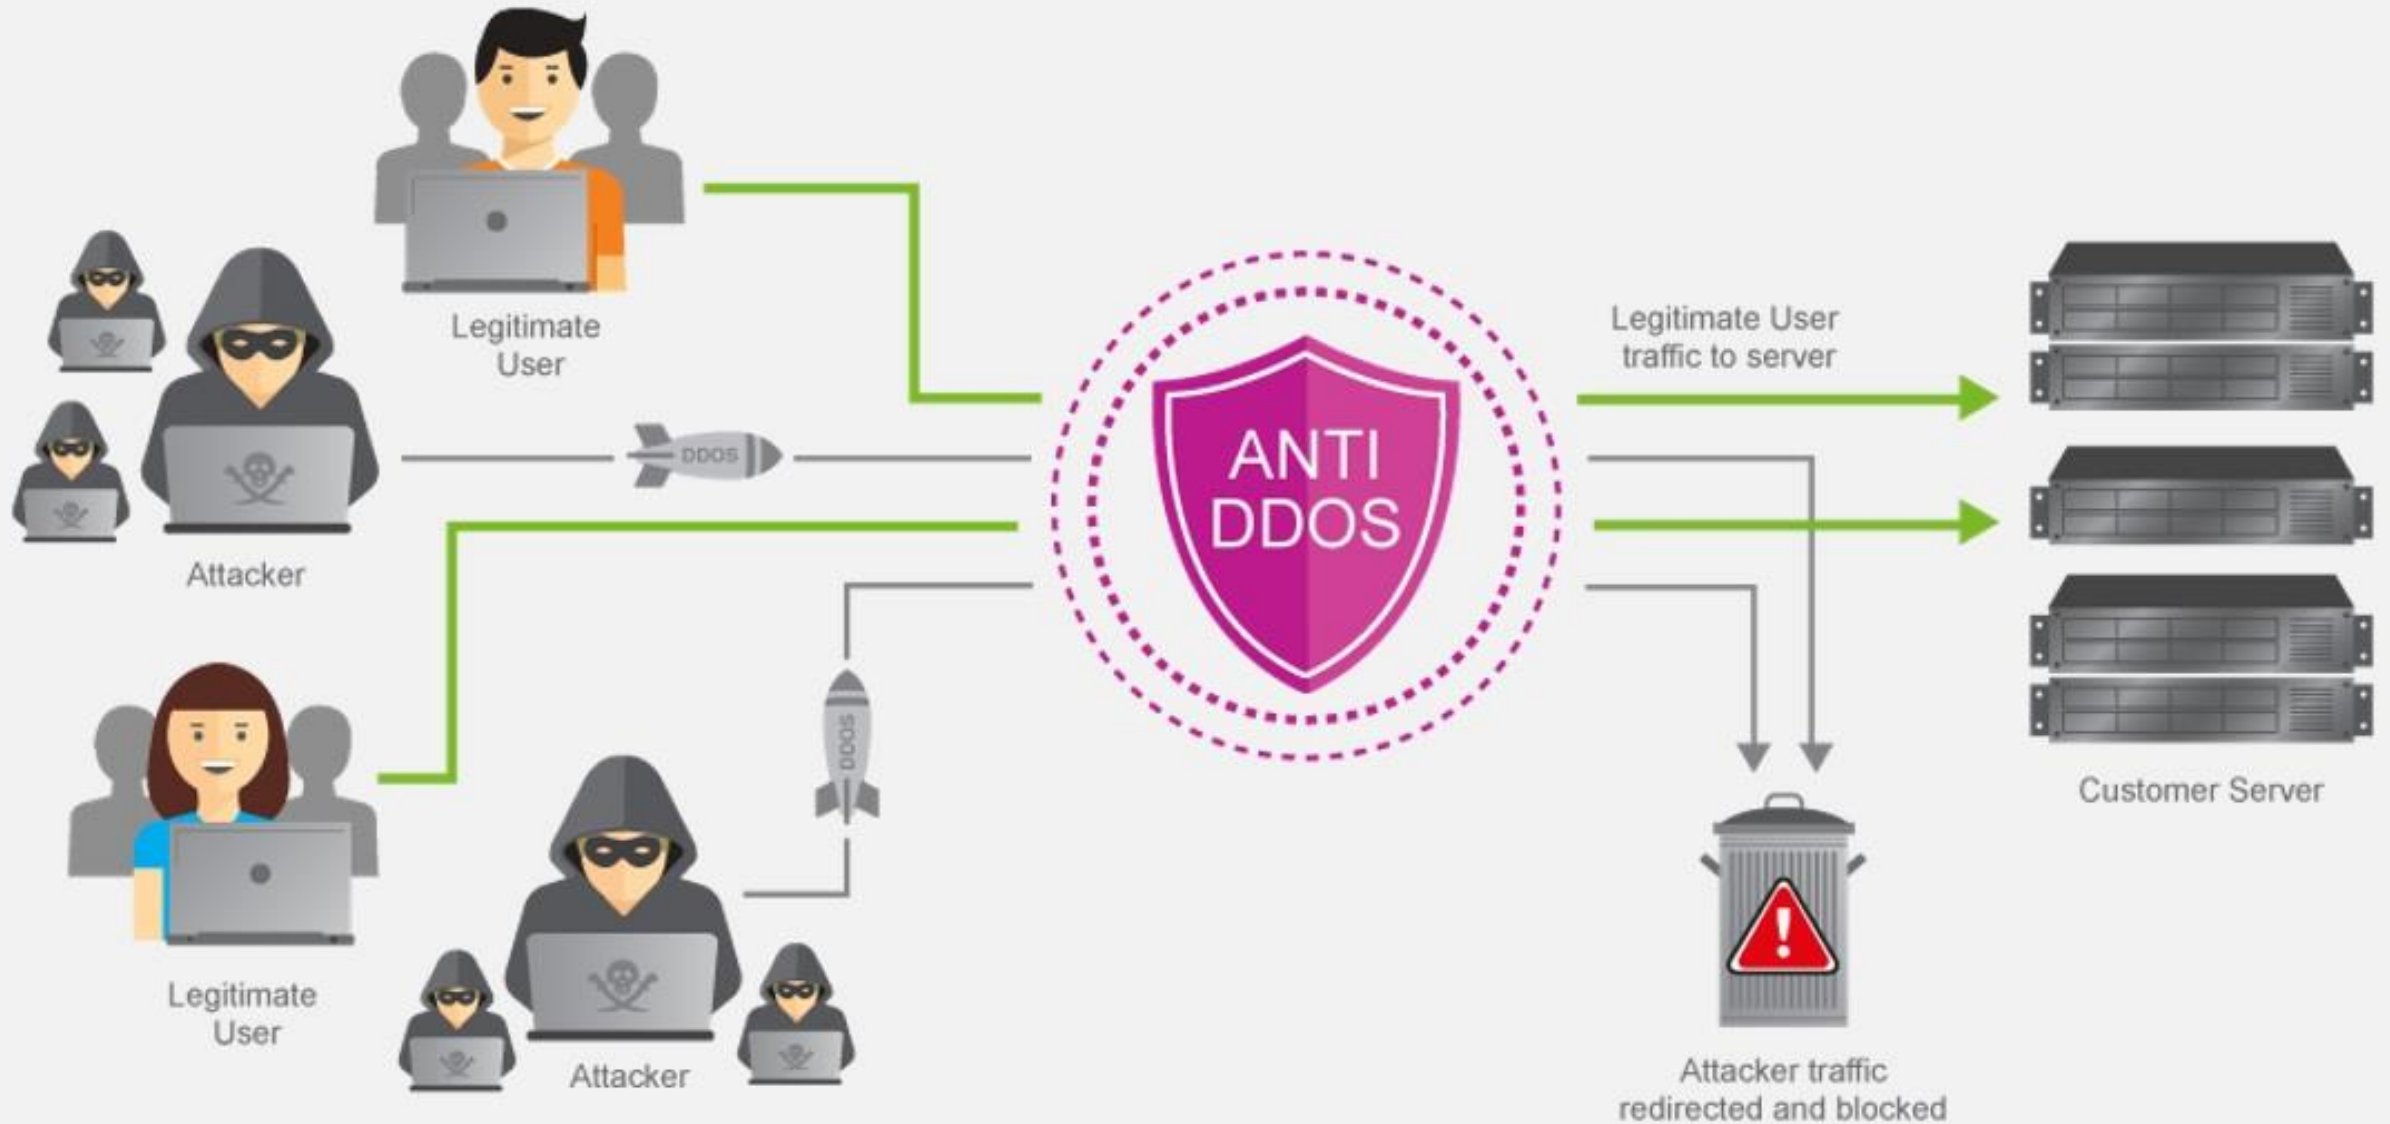 Legitimate
User
Attacker
DDOS
Legitimate
User
DDOS
Attacker
ANTI
DDOS
Legitimate User
traffic to server
Customer Server
Attacker traffic
redirected and blocked